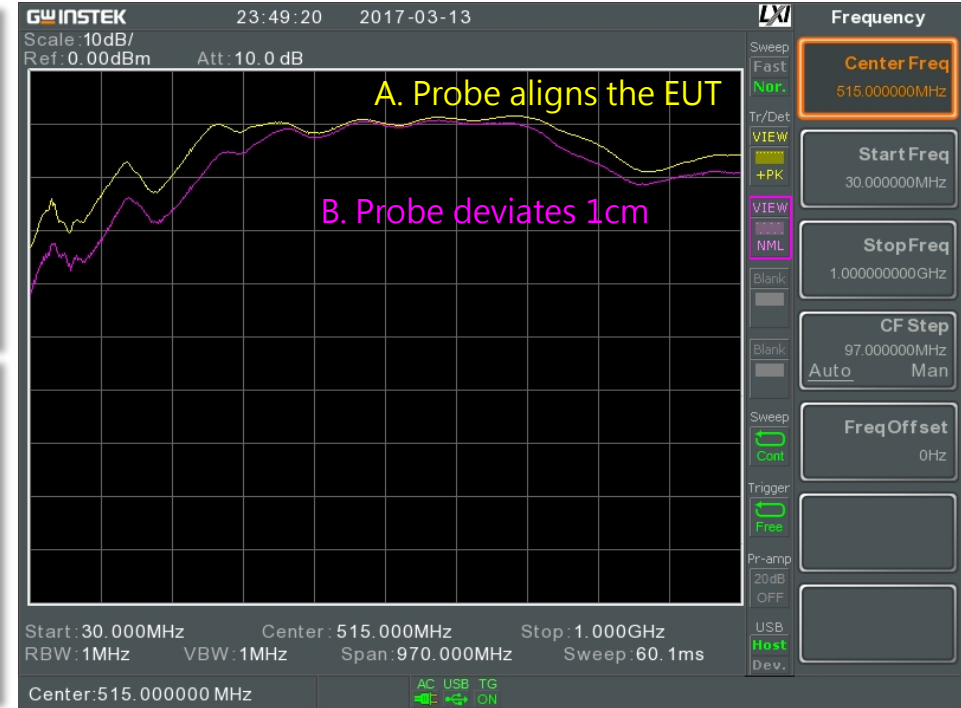 GWINSTEK 23:49:20 2017-03-13 LXI
Scale:10dB/
Ref:0.00dBm Att:10.0 dB
A. Probe aligns the EUT
B. Probe deviates 1cm
Start:30.000MHz Center:515.000MHz Stop:1.000GHz
RBW:1MHz VBW:1MHz Span:970.000MHz Sweep:60.1ms
Center:515.000000 MHz
AC USB TG
ON
Sweep
Fast
Nor.
Tr/Det
VIEW
+PK
VIEW
NML
Blank
Blank
Sweep
Cont
Trigger
Free
Pr-amp
20dB
OFF
USB
Host
Dev.
Frequency
Center Freq
515.000000MHz
Start Freq
30.000000MHz
Stop Freq
1.000000000GHz
CF Step
97.000000MHz
Auto Man
Freq Offset
0Hz